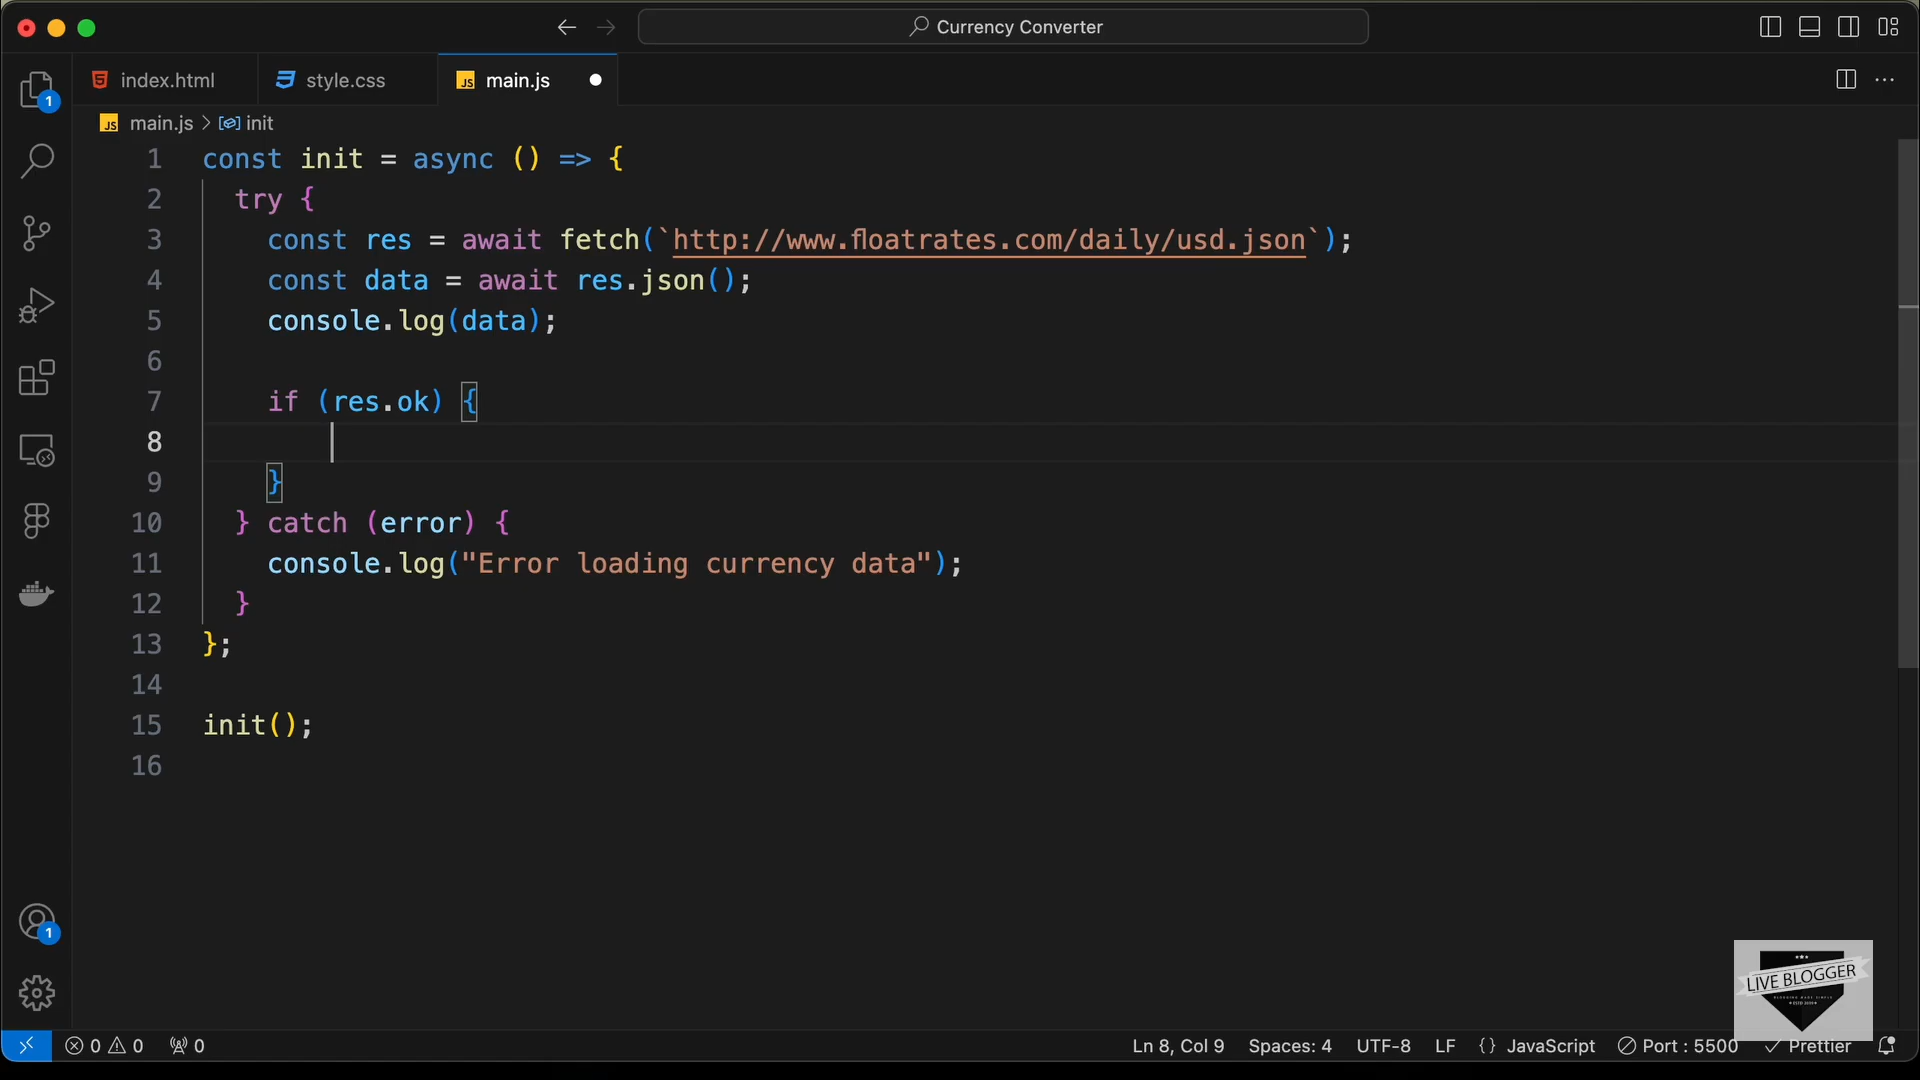 Currency Converter
index.html
style.css
JS main.js
1
JS main.js > init
1 const init = async () => {
2 try {
3 const res = await fetch(`http://www.floatrates.com/daily/usd.json`);
4 const data = await res.json();
5 console.log(data);
6
7 if (res.ok) {
8
9 }
10 } catch (error) {
11 console.log("Error loading currency data");
12 }
13 };
14
15 init();
16
1
LIVE BLOGGER
0 0 0 Ln 8, Col 9 Spaces: 4 UTF-8 LF {} JavaScript Port : 5500 Prettier